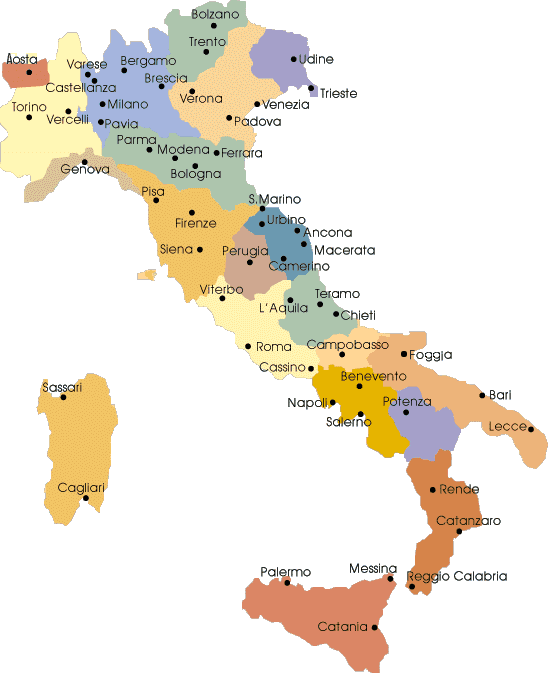 Bolzano
Trento
Aosta
Varese
Bergamo
Udine
Castellanza
Brescia
Trieste
Verona
Torino
Milano
Venezia
Vercelli
Pavia
Padova
Parma
Modena
Ferrara
Genova
Bologna
Pisa
S.Marino
Firenze
Urbino
Ancona
Siena
Perugia
Macerata
Camerino
Viterbo
Teramo
L'Aquila
Chieti
Roma
Campobasso
Foggja
Cassino
Benevento
Sassari
Napoli
Potenza
Bari
Salerno
Lecce
Cagliari
Rende
Catanzaro
Palermo
Messina
Reggio Calabria
Catania